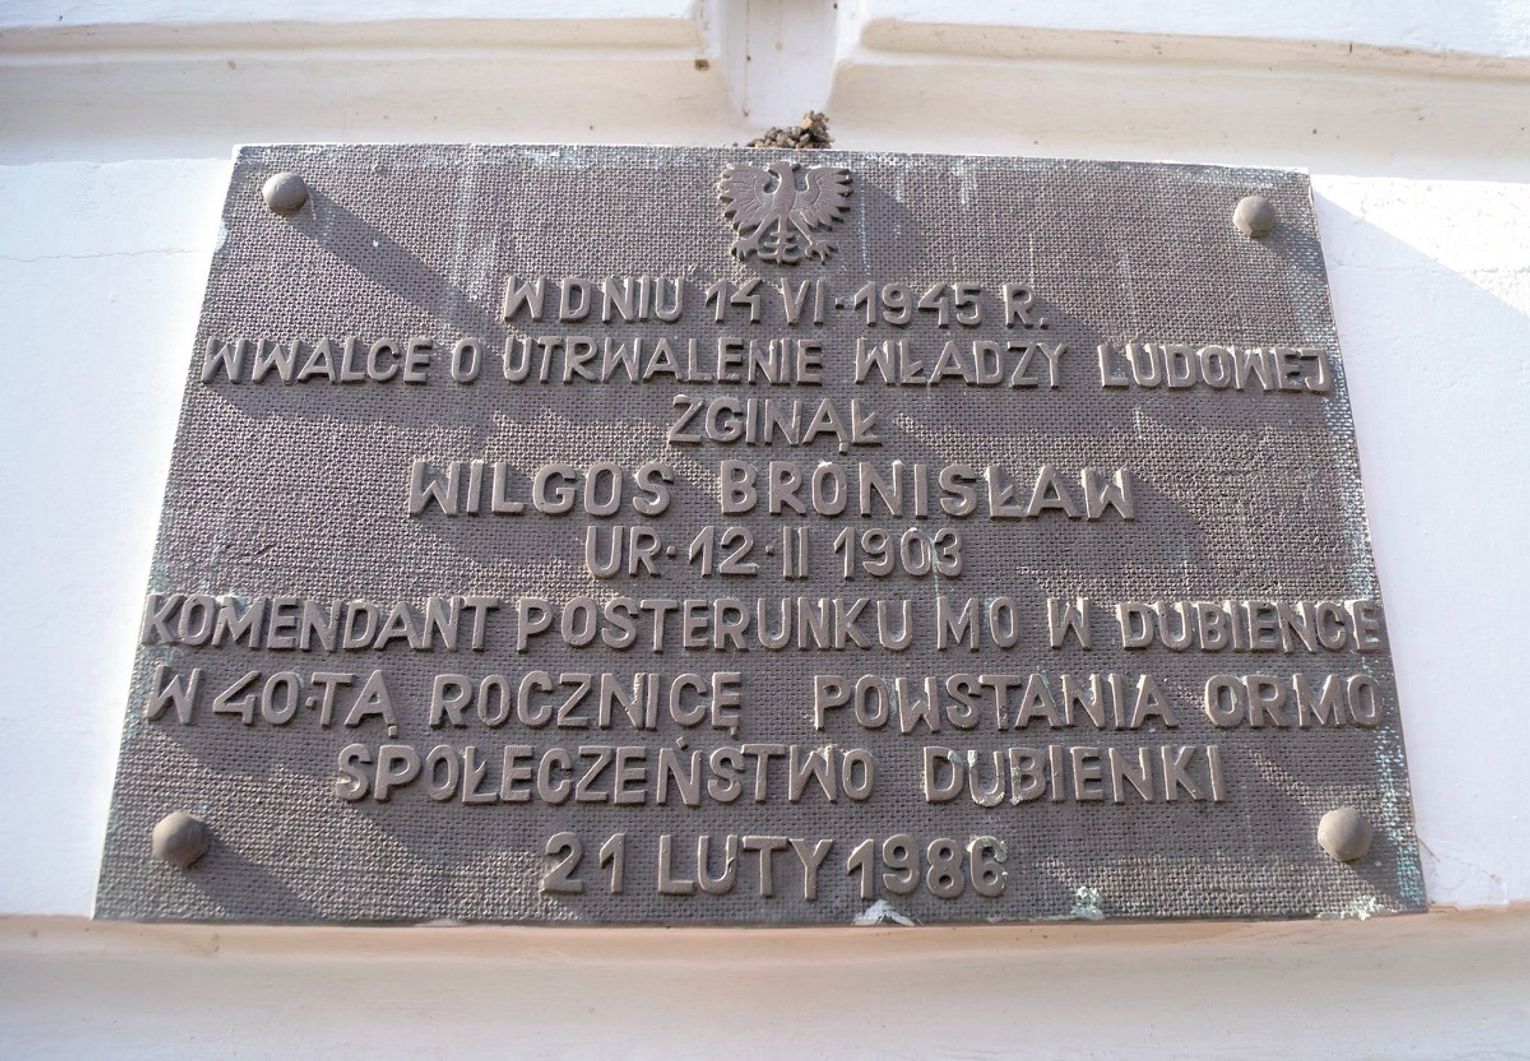 W DNIU 14 VI · 1945 R.
W WALCE O UTRWALENIE WŁADZY LUDOWEJ
ZGINĄŁ
WILGOS BRONISŁAW
UR · 12 · II 1903
KOMENDANT POSTERUNKU MO W DUBIENCE
W 40-TĄ ROCZNICĘ POWSTANIA ORMO
SPOŁECZEŃSTWO DUBIENKI
21 LUTY 1986